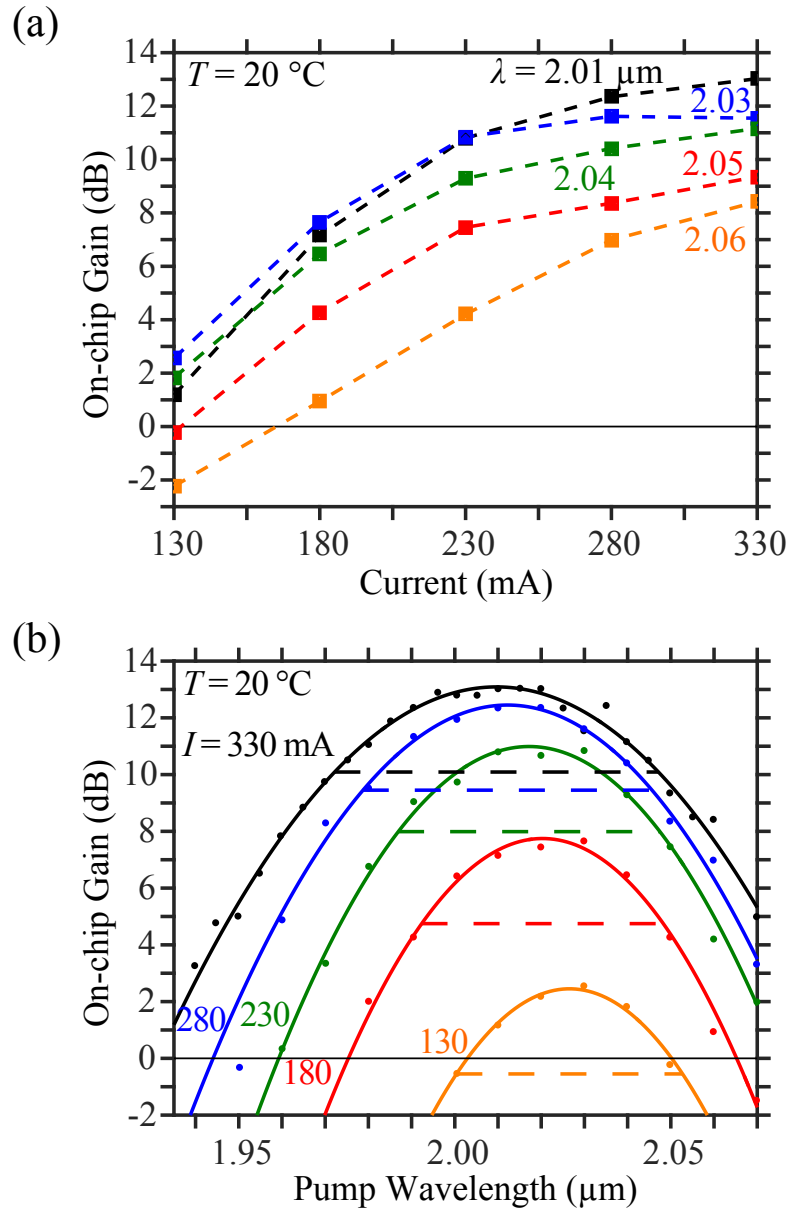 (a)
T = 20 °C
λ = 2.01 µm
2.03
2.04
2.05
2.06
14
12
10
8
6
4
2
0
-2
On-chip Gain (dB)
130 180 230 280 330
Current (mA)
(b)
T = 20 °C
I = 330 mA
280
230
180
130
14
12
10
8
6
4
2
0
-2
On-chip Gain (dB)
1.95 2.00 2.05
Pump Wavelength (µm)